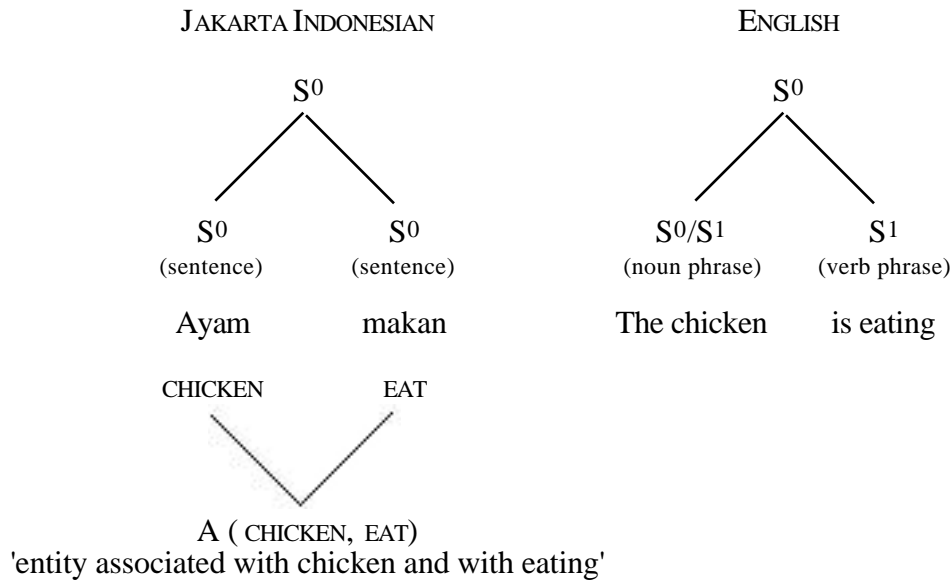 JAKARTA INDONESIAN ENGLISH
S0 S0
S0 S0 S0/S1 S1
(sentence) (sentence) (noun phrase) (verb phrase)
Ayam makan The chicken is eating
CHICKEN EAT
A ( CHICKEN, EAT)
'entity associated with chicken and with eating'